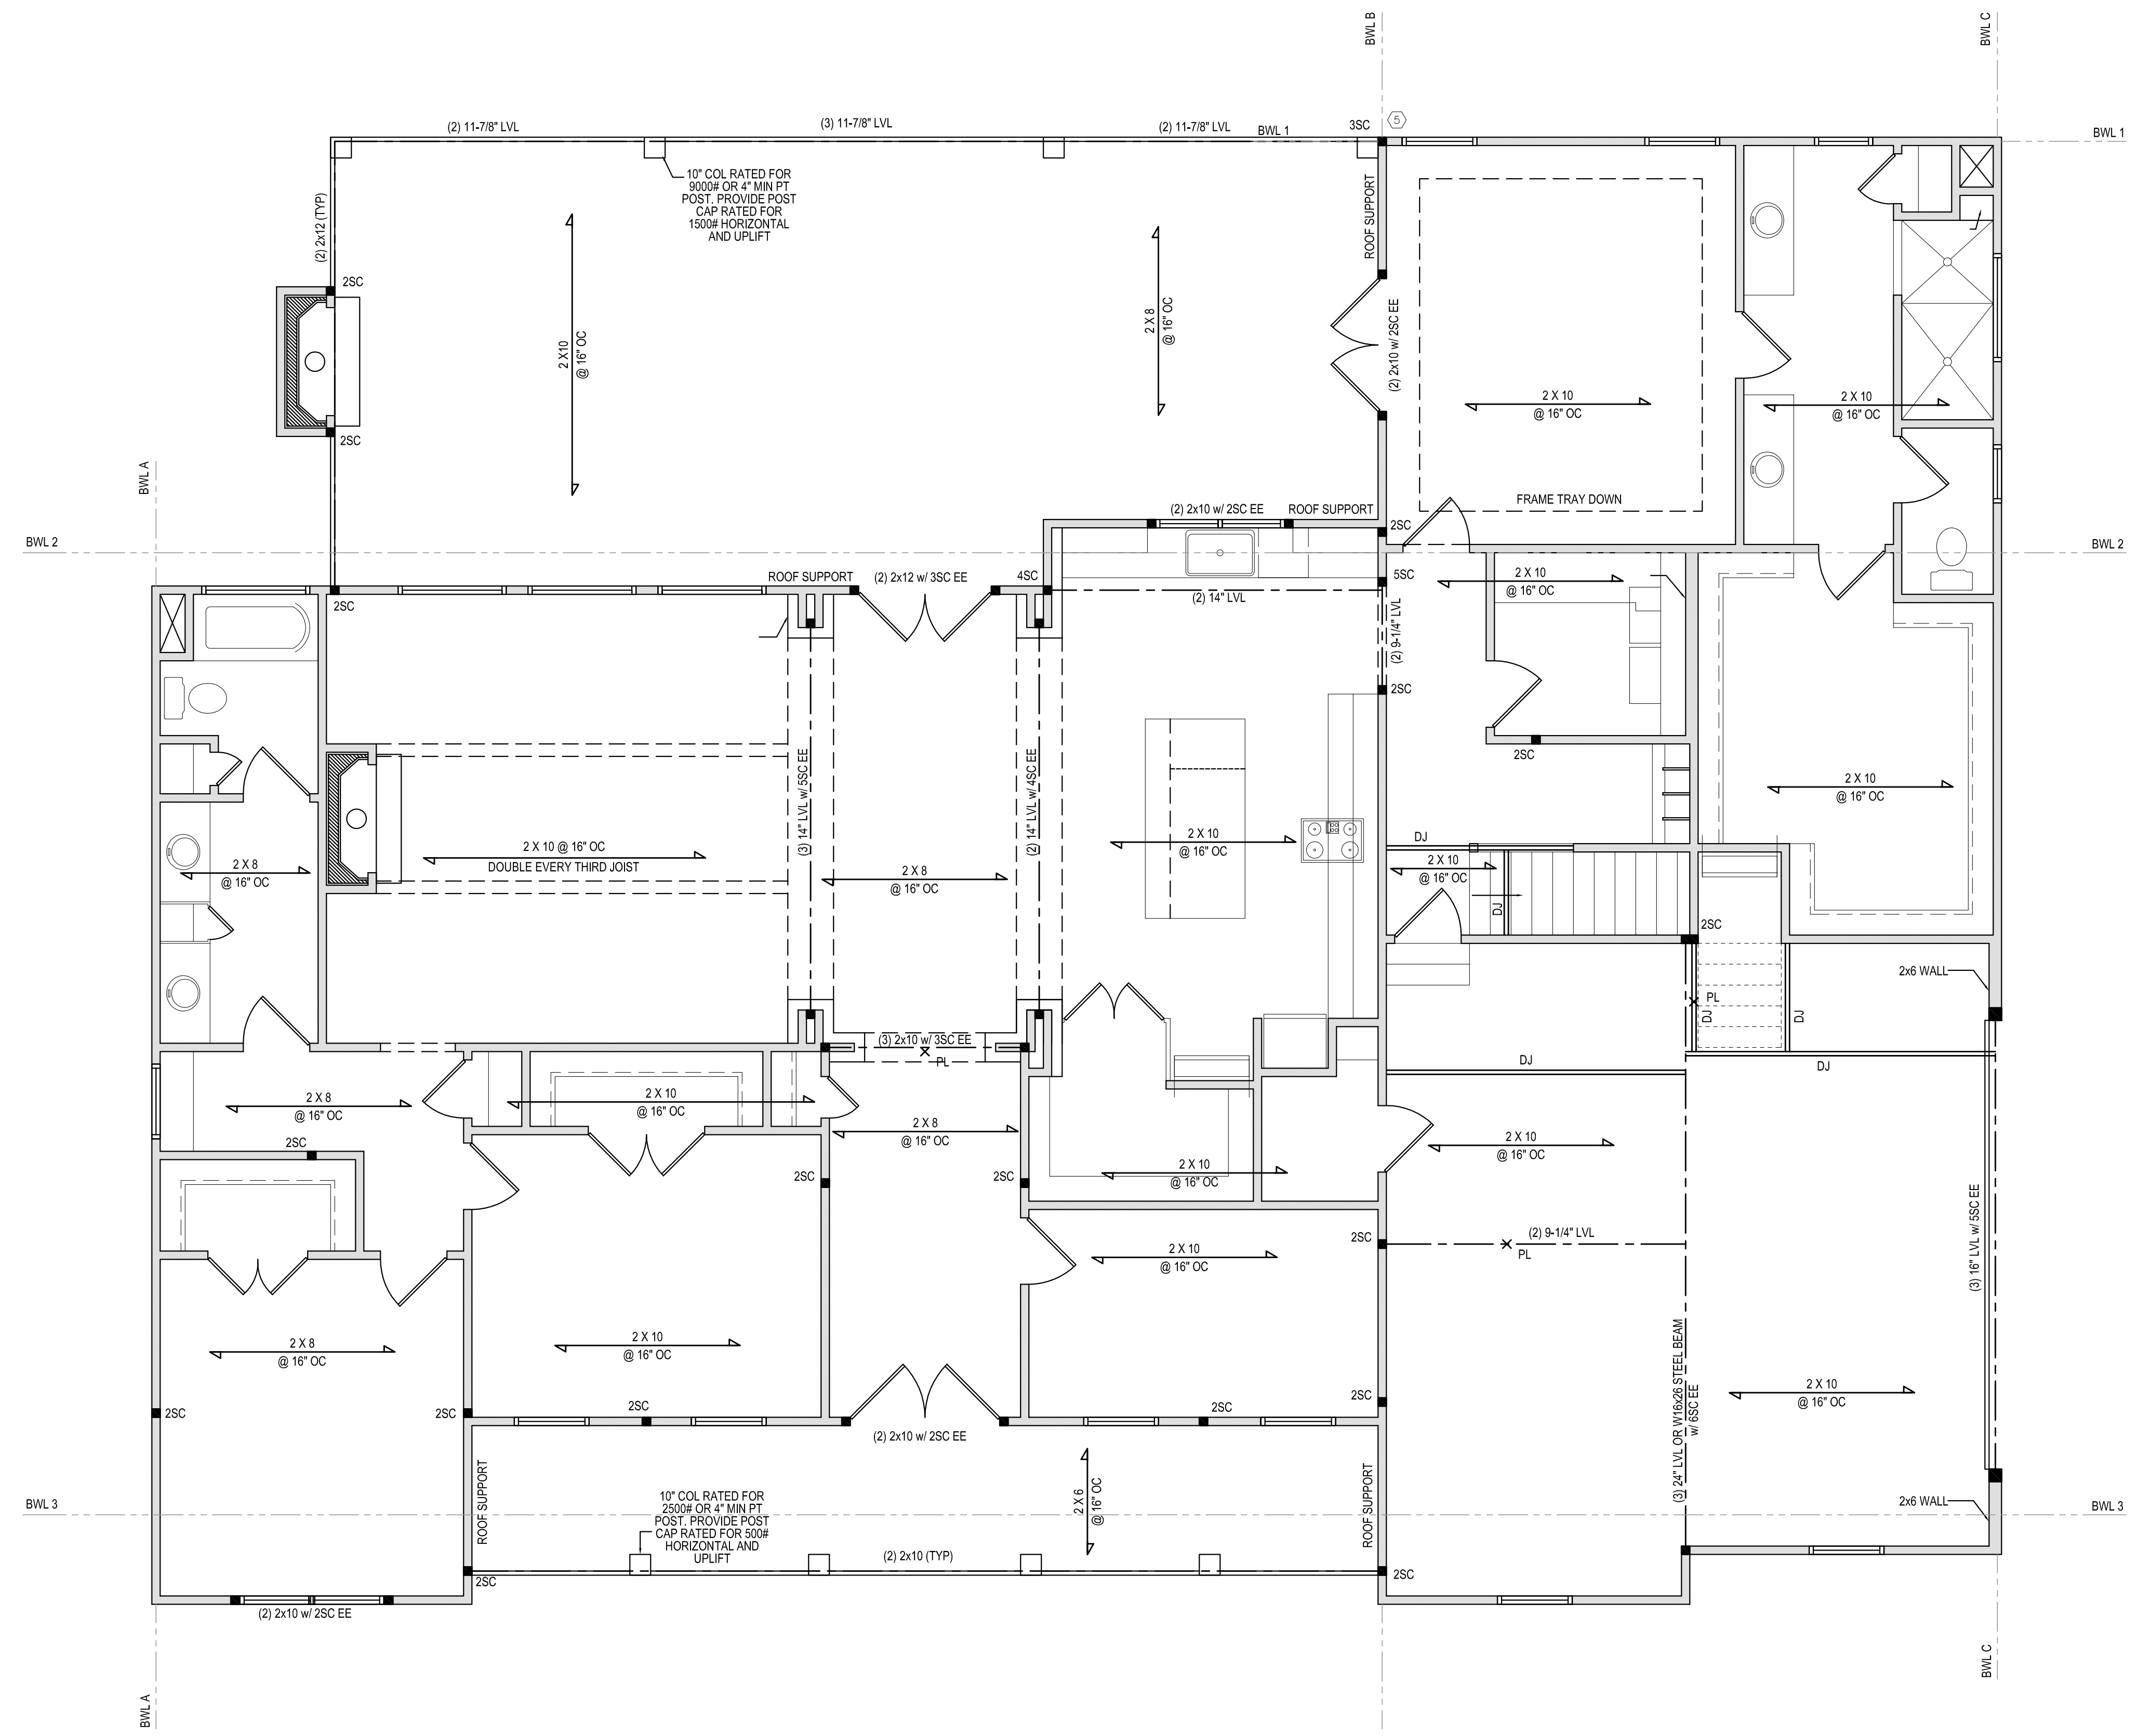 BWL B
BWL C
(2) 11-7/8" LVL
(3) 11-7/8" LVL
(2) 11-7/8" LVL
BWL 1
3SC
5
BWL 1
10" COL RATED FOR
9000# OR 4" MIN PT
POST. PROVIDE POST
CAP RATED FOR
1500# HORIZONTAL
AND UPLIFT
(2) 2x12 (TYP)
ROOF SUPPORT
2SC
2 X10
@ 16" OC
2 X 8
@ 16" OC
(2) 2x10 w/ 2SC EE
2 X 10
@ 16" OC
2 X 10
@ 16" OC
2SC
BWL A
FRAME TRAY DOWN
(2) 2x10 w/ 2SC EE
ROOF SUPPORT
2SC
BWL 2
BWL 2
ROOF SUPPORT
(2) 2x12 w/ 3SC EE
4SC
5SC
2 X 10
@ 16" OC
2SC
(2) 14" LVL
(2) 9-1/4" LVL
2SC
2SC
(3) 14" LVL w/ 5SC EE
(2) 14" LVL w/ 4SC EE
2 X 10
@ 16" OC
2 X 10
@ 16" OC
DJ
2 X 10 @ 16" OC
DOUBLE EVERY THIRD JOIST
2 X 8
@ 16" OC
2 X 8
@ 16" OC
2 X 10
@ 16" OC
DJ
2SC
2x6 WALL
PL
DJ
DJ
(3) 2x10 w/ 3SC EE
PL
DJ
DJ
2 X 8
@ 16" OC
2 X 10
@ 16" OC
2 X 8
@ 16" OC
2SC
2 X 10
@ 16" OC
2SC
2SC
2 X 10
@ 16" OC
2SC
(2) 9-1/4" LVL
PL
(3) 16" LVL w/ 5SC EE
2 X 10
@ 16" OC
2 X 8
@ 16" OC
2 X 10
@ 16" OC
(3) 24" LVL OR W16x26 STEEL BEAM
w/ 6SC EE
2 X 10
@ 16" OC
2SC
2SC
2SC
2SC
2SC
(2) 2x10 w/ 2SC EE
ROOF SUPPORT
2 X 6
@ 16" OC
ROOF SUPPORT
10" COL RATED FOR
2500# OR 4" MIN PT
POST. PROVIDE POST
CAP RATED FOR 500#
HORIZONTAL AND
UPLIFT
2x6 WALL
BWL 3
BWL 3
(2) 2x10 (TYP)
2SC
2SC
(2) 2x10 w/ 2SC EE
BWL A
BWL C